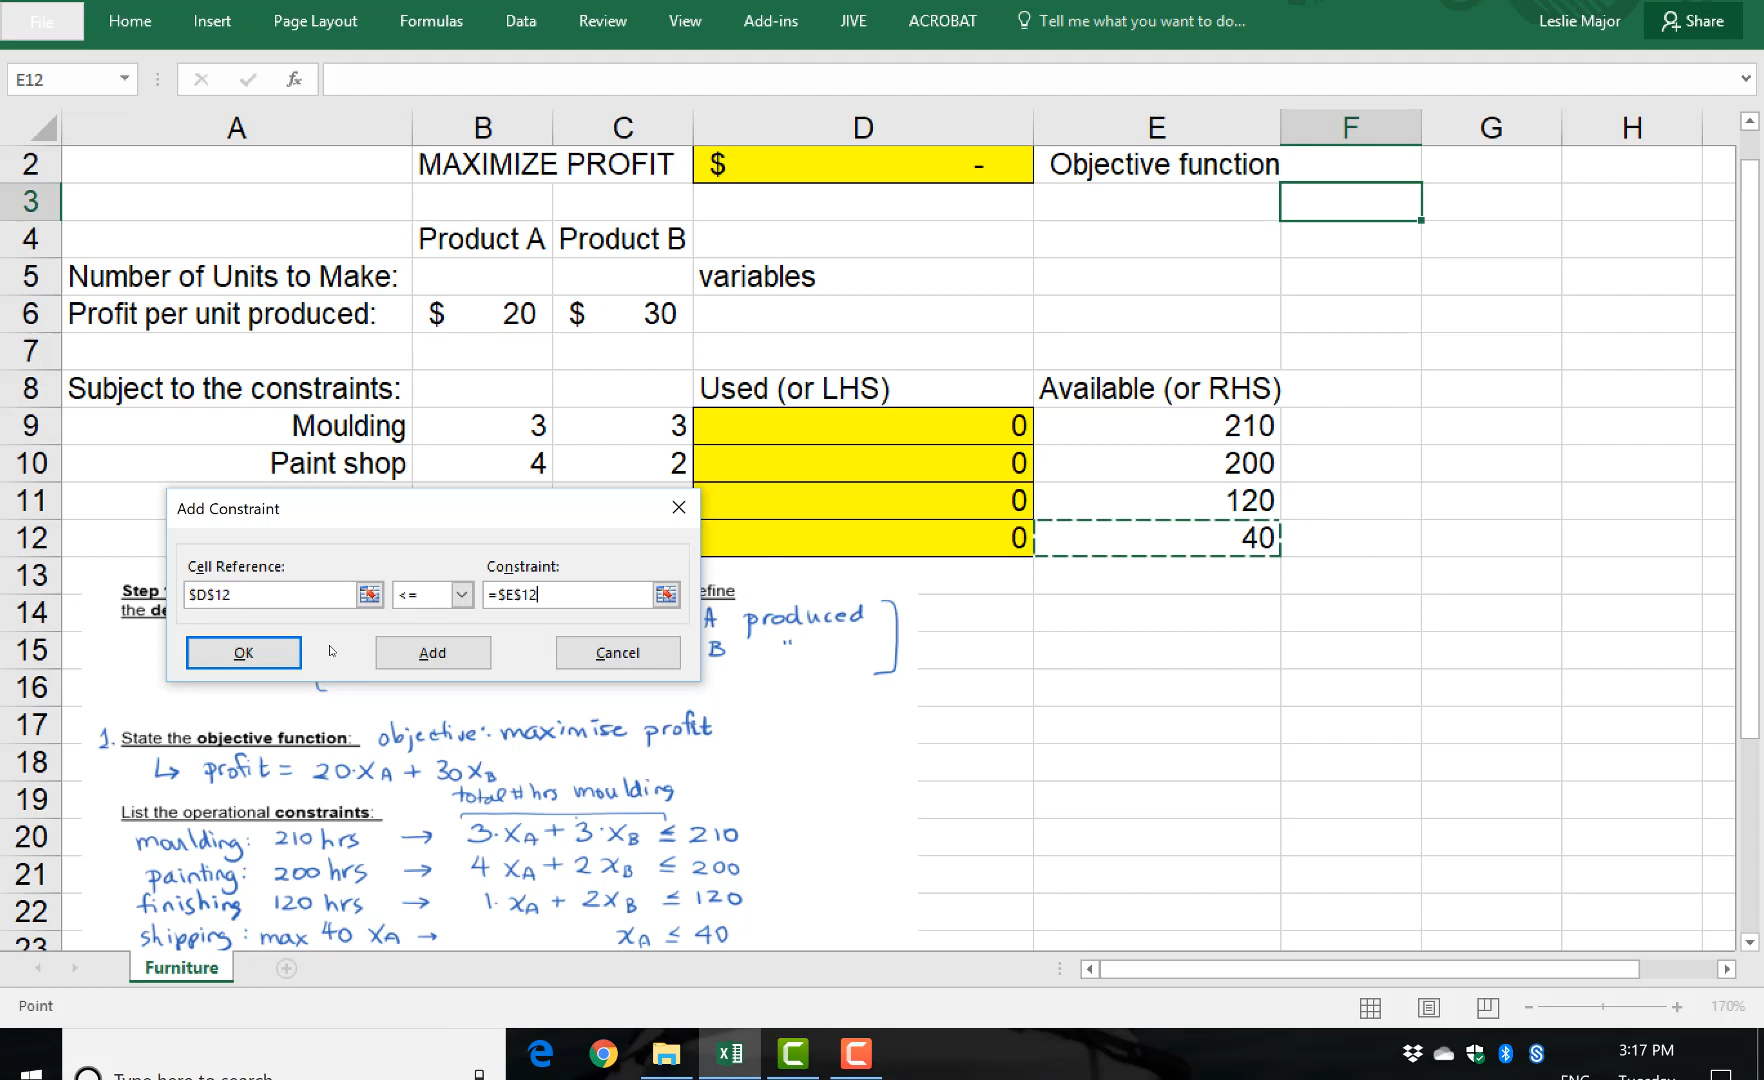 File Home Insert Page Layout Formulas Data Review View Add-ins JIVE ACROBAT Tell me what you want to do... Leslie Major Share
E12 fx
A B C D E F G H
2 MAXIMIZE PROFIT $ - Objective function
3
4 Product A Product B
5 Number of Units to Make: variables
6 Profit per unit produced: $ 20 $ 30
7
8 Subject to the constraints: Used (or LHS) Available (or RHS)
9 Moulding 3 3 0 210
10 Paint shop 4 2 0 200
11 0 120
12 0 40
Add Constraint
Cell Reference: Constraint:
$D$12 <= =$E$12
OK Add Cancel
13 Step efine
14 the de A produced
15 B "
16
17 1. State the objective function: objective: maximise profit
18 ↳ profit = 20·XA + 30XB
19 total # hrs moulding
List the operational constraints:
20 moulding: 210 hrs → 3·XA + 3·XB ≤ 210
21 painting: 200 hrs → 4 XA + 2 XB ≤ 200
22 finishing 120 hrs → 1·XA + 2XB ≤ 120
23 shipping: max 40 XA → XA ≤ 40
Furniture
Point 170%
Type here to search 3:17 PM
ENG Tuesday